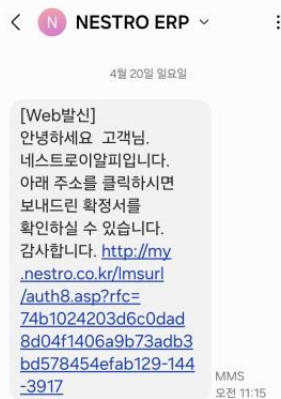 NESTRO ERP
4월 20일 일요일
[Web발신]
안녕하세요 고객님.
네스트로이알피입니다.
아래 주소를 클릭하시면
보내드린 확정서를
확인하실 수 있습니다.
감사합니다. http://my
.nestro.co.kr/lmsurl
/auth8.asp?rfc=
74b1024203d6c0dad
8d04f1406a9b73adb3
bd578454efab129-144
-3917
MMS
오전 11:15